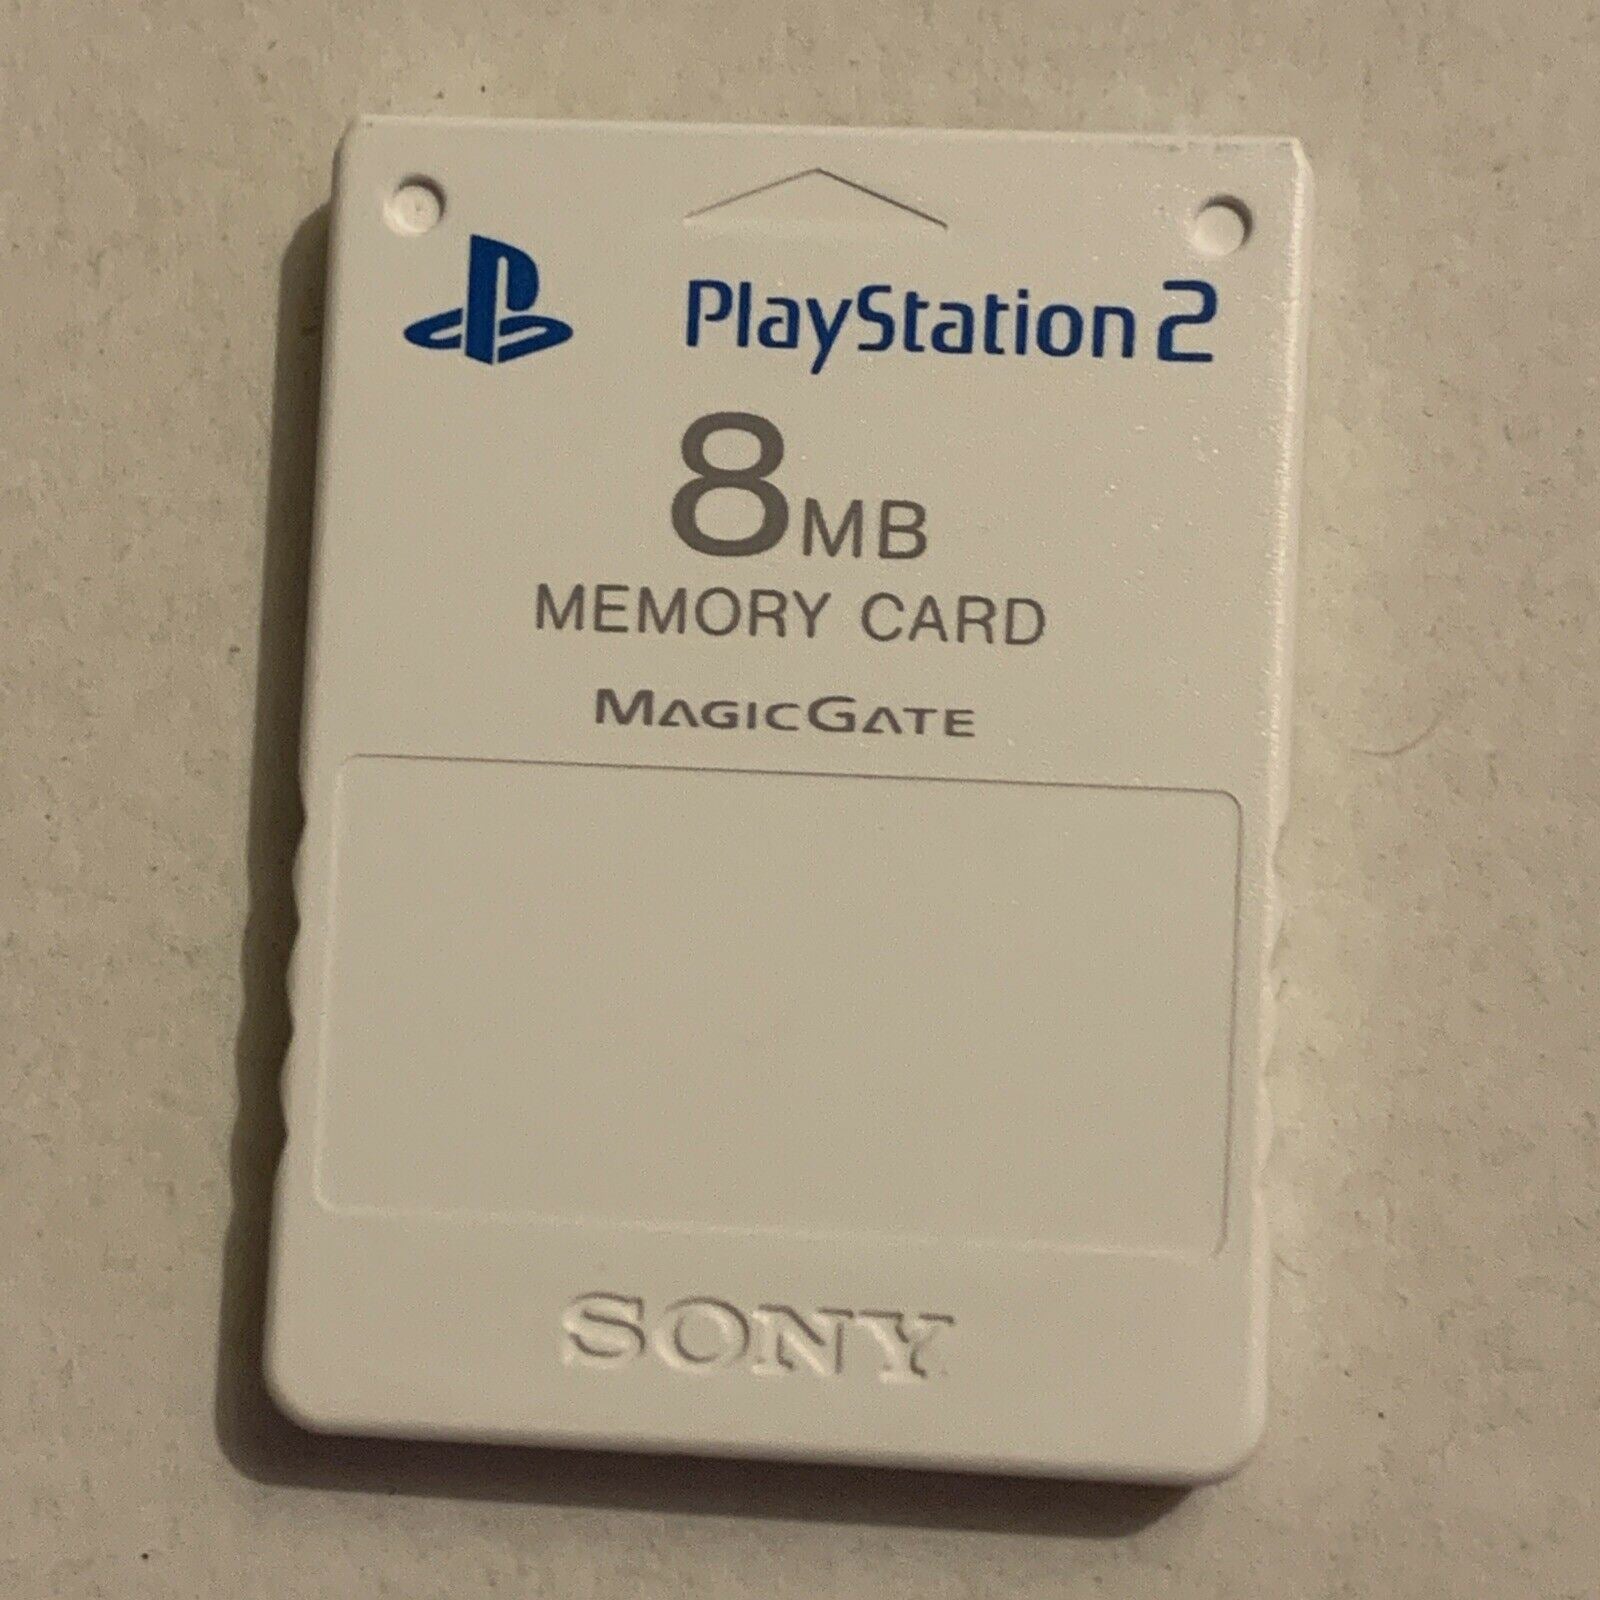 PlayStation 2
8MB
MEMORY CARD
MAGICGATE
SONY